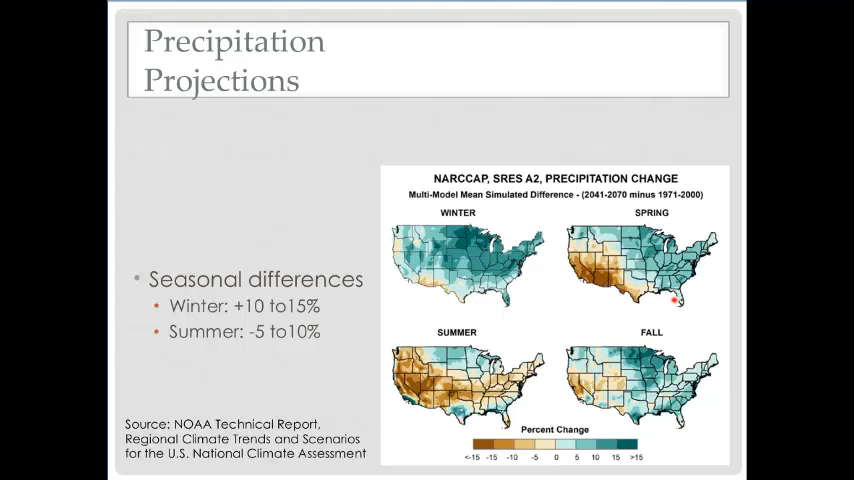 Precipitation
Projections
• Seasonal differences
• Winter: +10 to15%
• Summer: -5 to10%
Source: NOAA Technical Report,
Regional Climate Trends and Scenarios
for the U.S. National Climate Assessment
NARCCAP, SRES A2, PRECIPITATION CHANGE
Multi-Model Mean Simulated Difference - (2041-2070 minus 1971-2000)
WINTER
SPRING
SUMMER
FALL
Percent Change
<-15 -15 -10 -5 0 5 10 15 >15